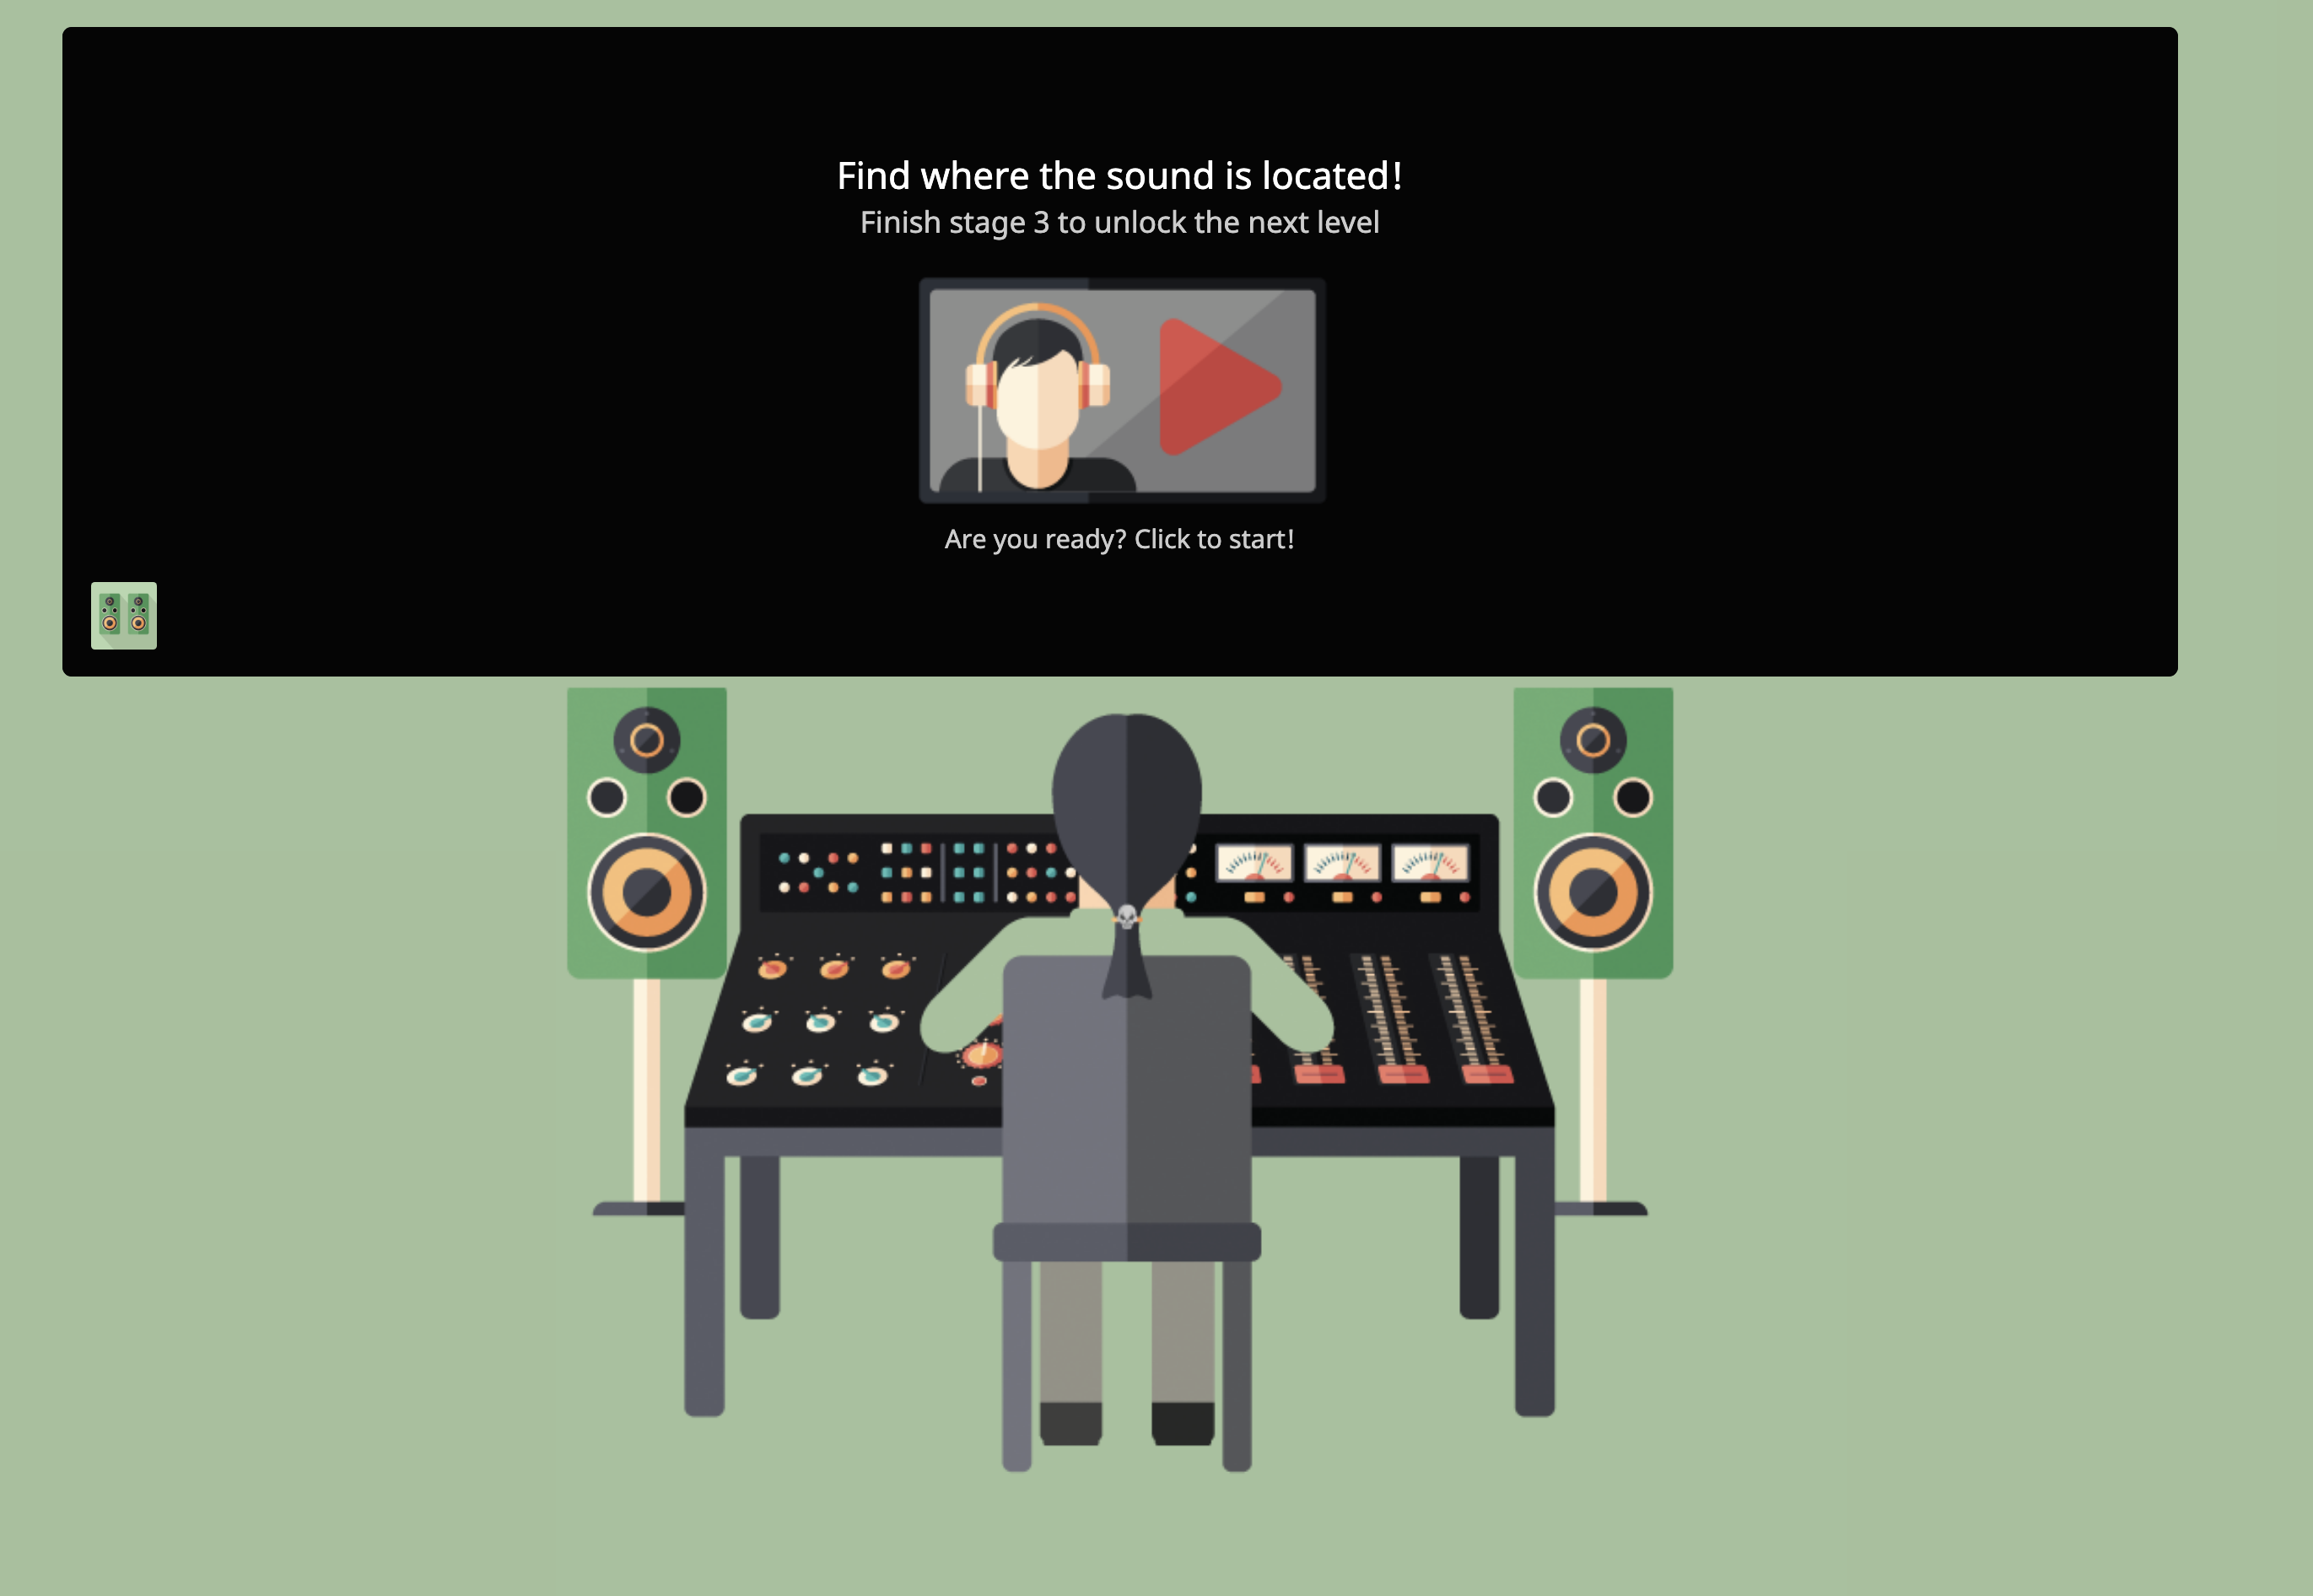 Find where the sound is located!
Finish stage 3 to unlock the next level
Are you ready? Click to start!